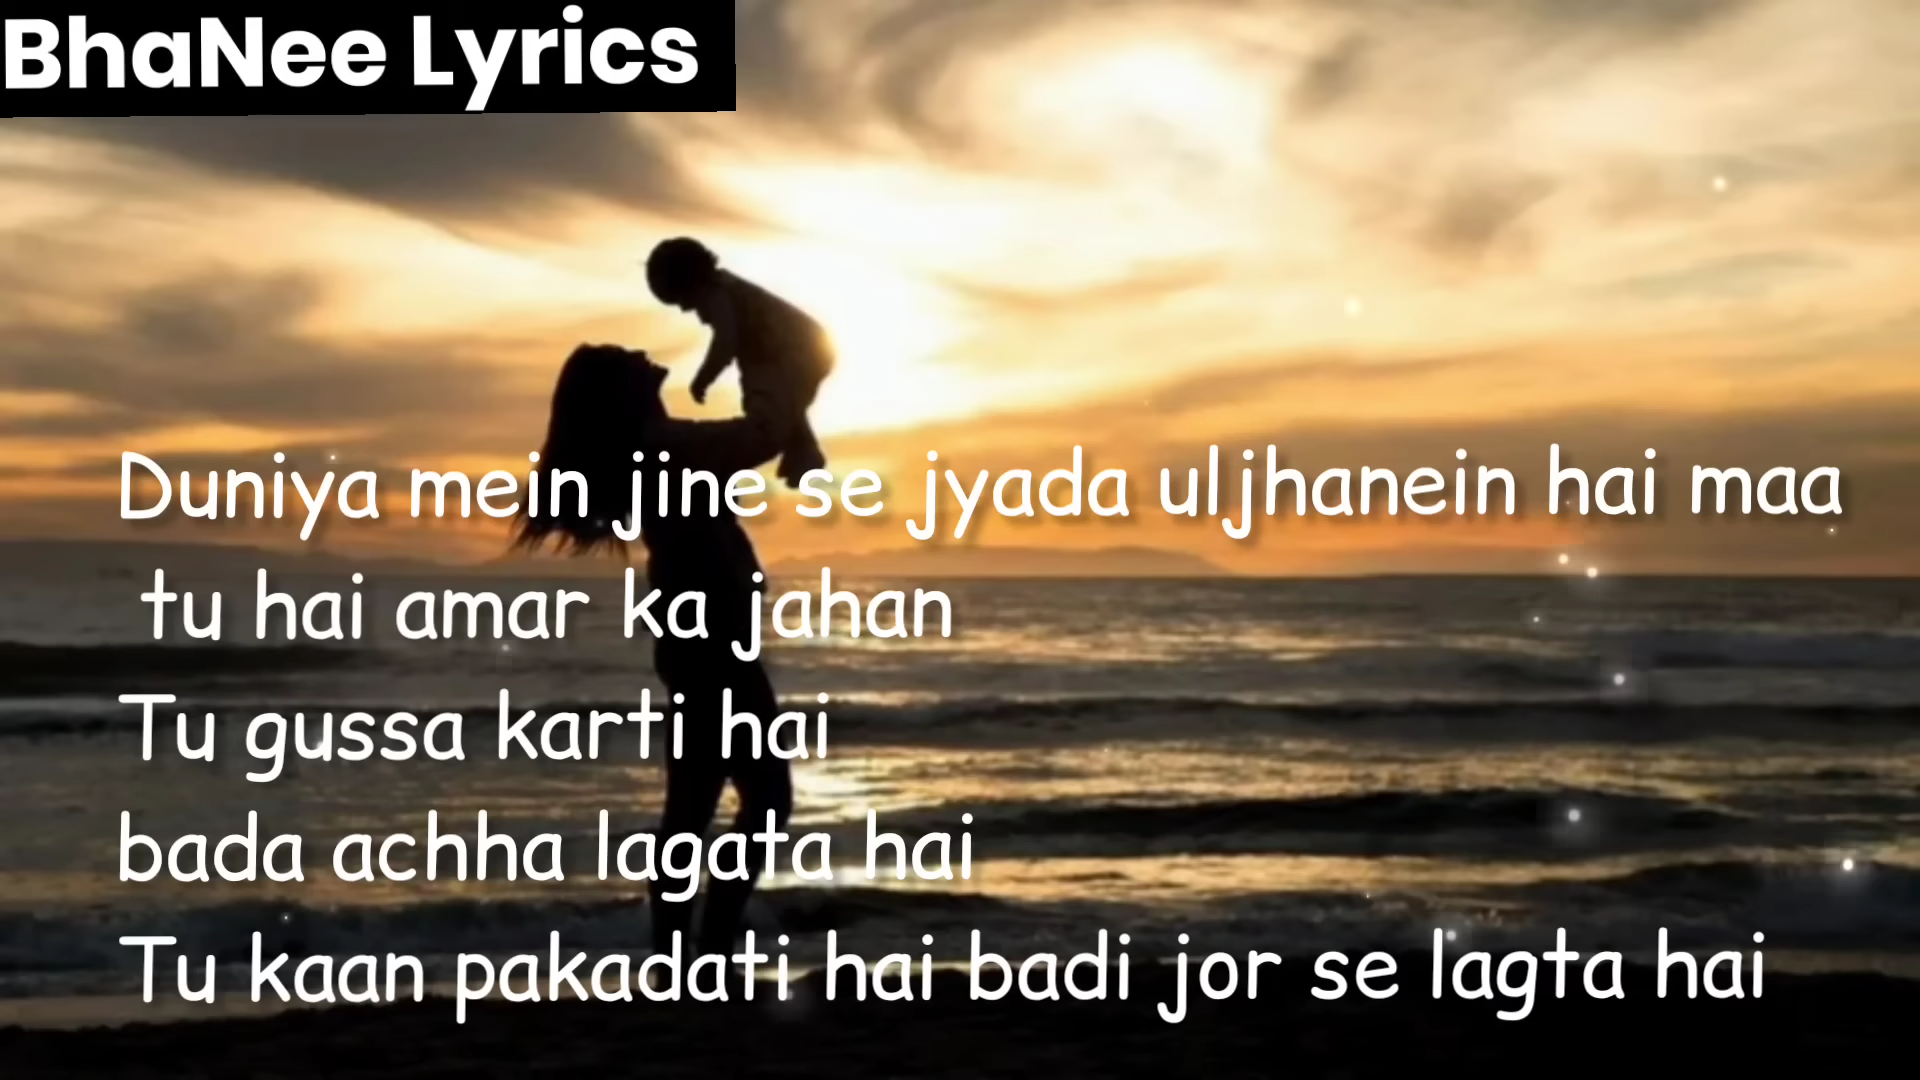 BhaNee Lyrics
Duniya mein jine se jyada uljhanein hai maa
tu hai amar ka jahan
Tu gussa karti hai
bada achha lagata hai
Tu kaan pakadati hai badi jor se lagta hai